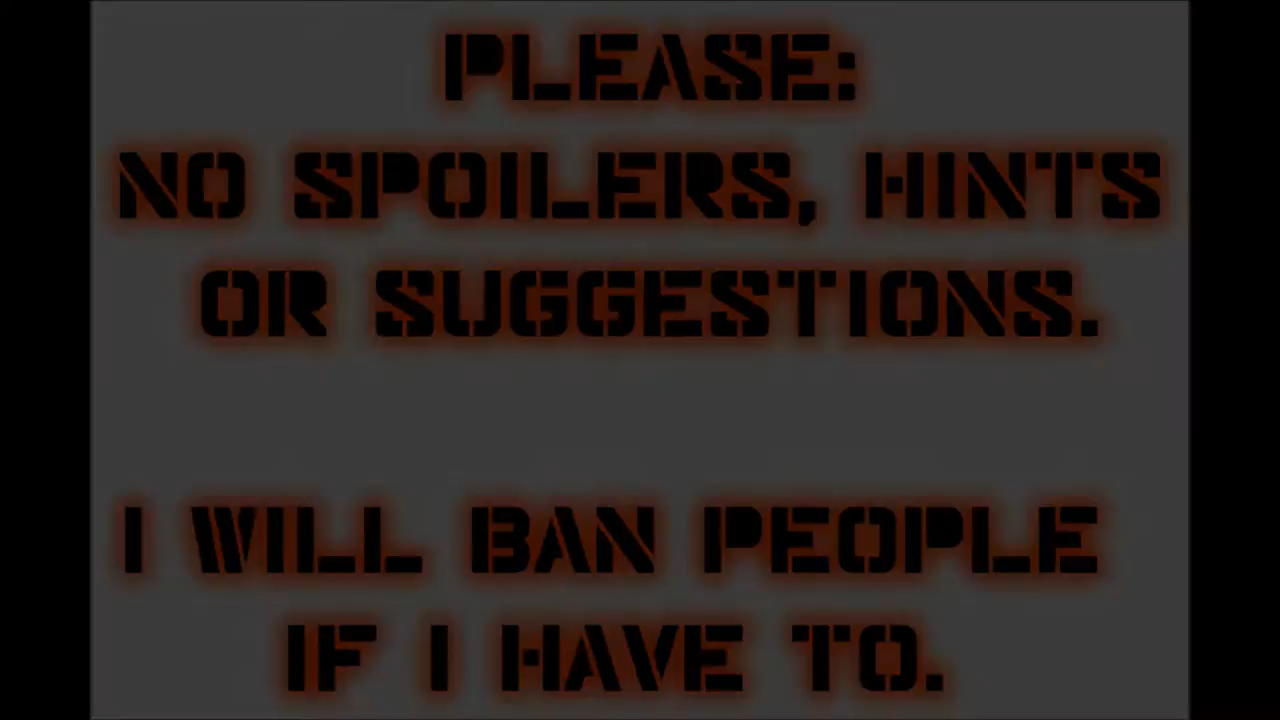 PLEASE:
NO SPOILERS, HINTS
OR SUGGESTIONS.
I WILL BAN PEOPLE
IF I HAVE TO.